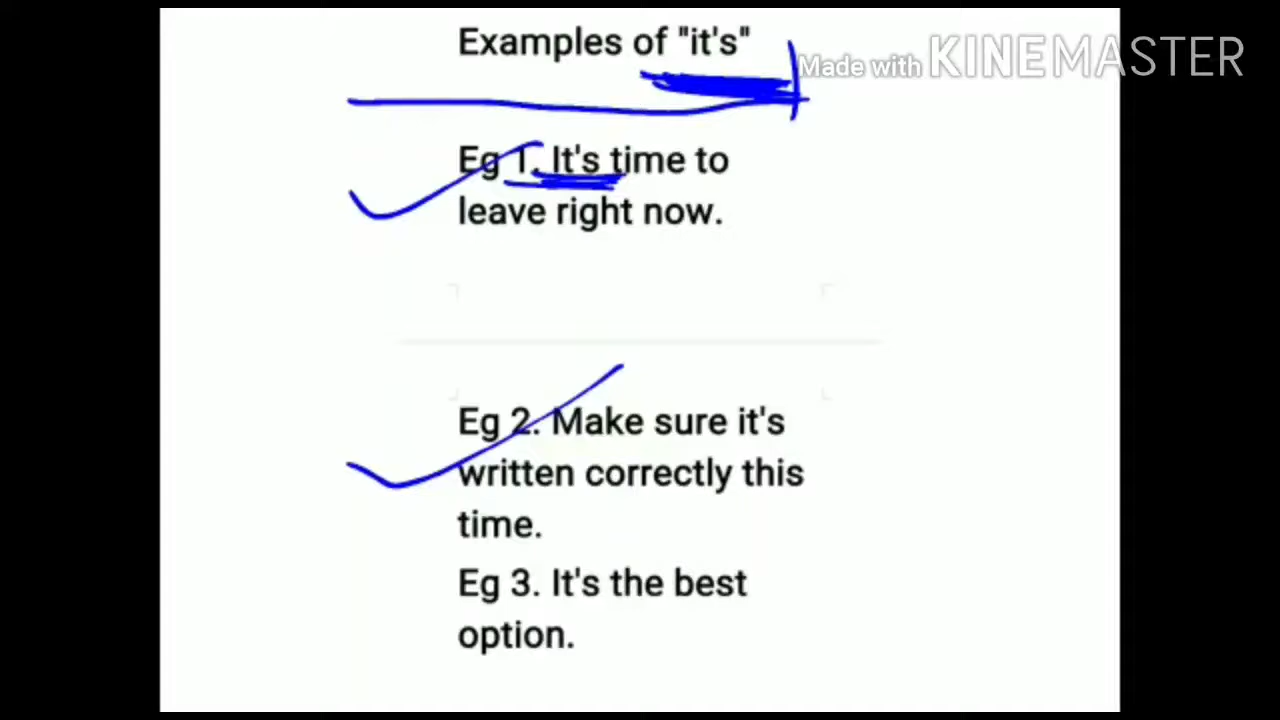 Examples of "it's"
Made with KINEMASTER
Eg 1. It's time to
leave right now.
Eg 2. Make sure it's
written correctly this
time.
Eg 3. It's the best
option.